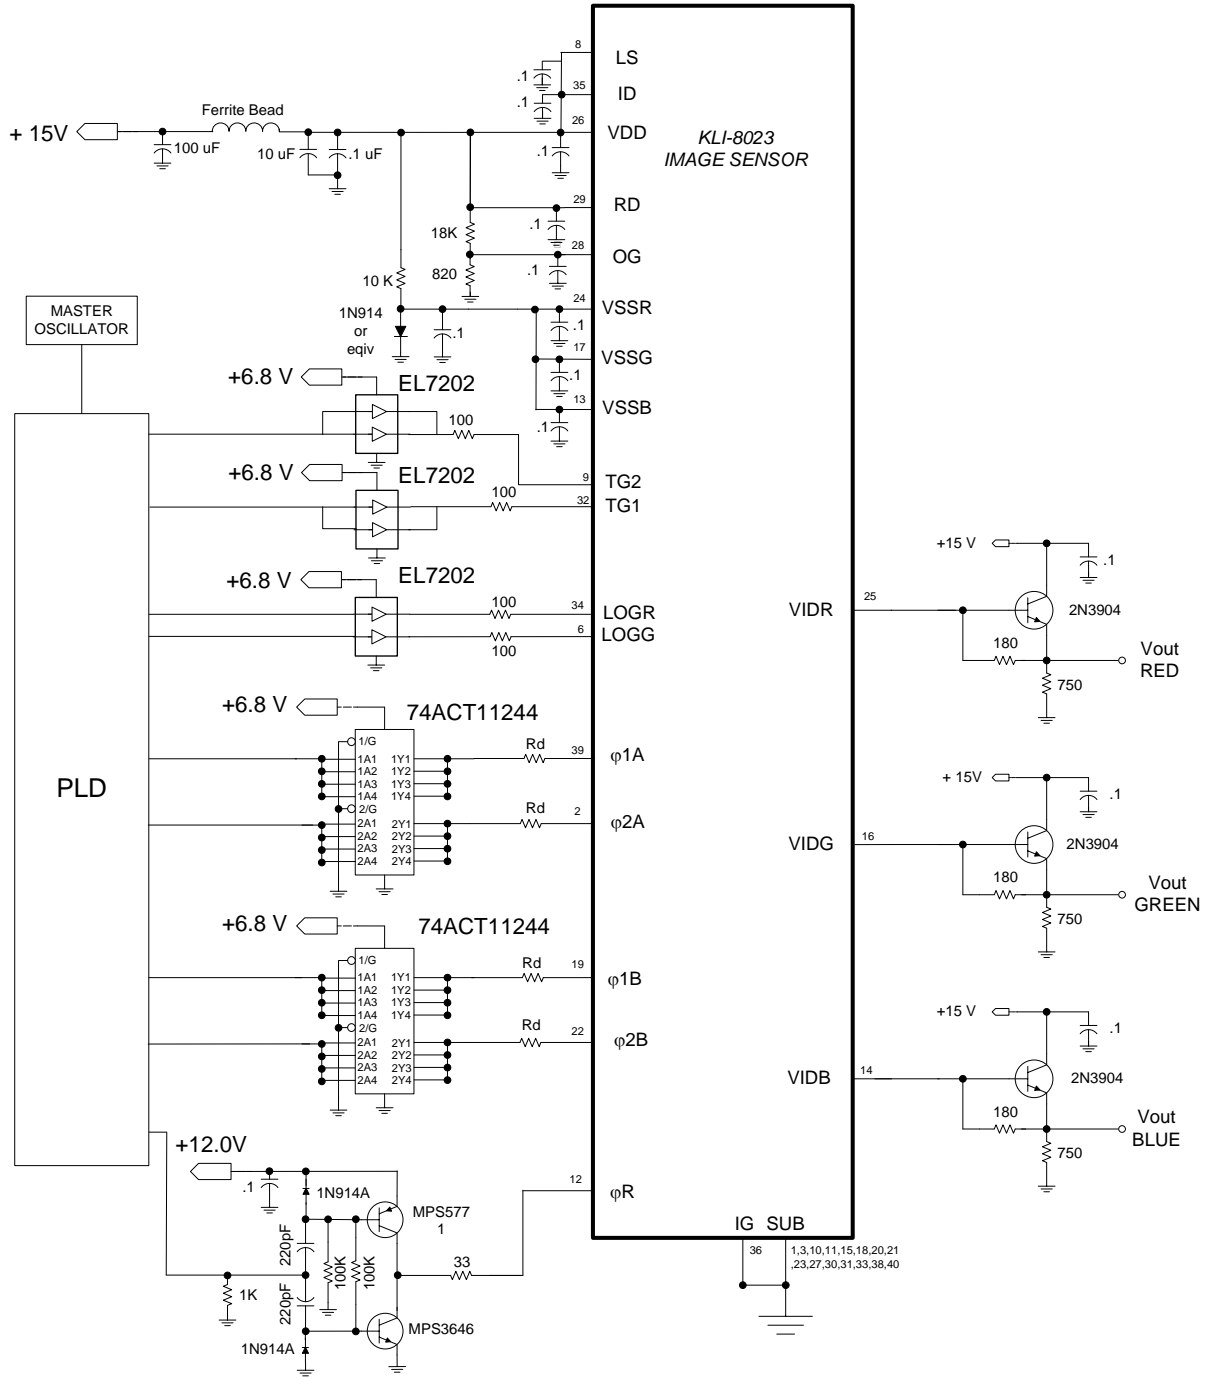 8
LS
.1
35
ID
.1
Ferrite Bead
+ 15V
26
VDD
KLI-8023
IMAGE SENSOR
100 uF
10 uF
.1 uF
.1
29
RD
18K
.1
28
OG
10 K
820
.1
24
VSSR
1N914
or
eqiv
.1
.1
17
VSSG
.1
13
VSSB
.1
MASTER
OSCILLATOR
+6.8 V
EL7202
100
+6.8 V
EL7202
9
TG2
100
32
TG1
+6.8 V
EL7202
100
34
LOGR
6
LOGG
100
+6.8 V
74ACT11244
1/G
1A1
1Y1
1A2
1Y2
1A3
1Y3
1A4
1Y4
2/G
2A1
2Y1
2A2
2Y2
2A3
2Y3
2A4
2Y4
Rd
39
φ1A
Rd
2
φ2A
PLD
+6.8 V
74ACT11244
1/G
1A1
1Y1
1A2
1Y2
1A3
1Y3
1A4
1Y4
2/G
2A1
2Y1
2A2
2Y2
2A3
2Y3
2A4
2Y4
Rd
19
φ1B
Rd
22
φ2B
+12.0V
.1
1N914A
MPS577
1
220pF
100K
100K
33
12
φR
1K
220pF
MPS3646
1N914A
IG SUB
36
1,3,10,11,15,18,20,21
,23,27,30,31,33,38,40
+15 V
.1
VIDR
25
2N3904
180
Vout
RED
750
+ 15V
.1
VIDG
16
2N3904
180
Vout
GREEN
750
+15 V
.1
VIDB
14
2N3904
180
Vout
BLUE
750